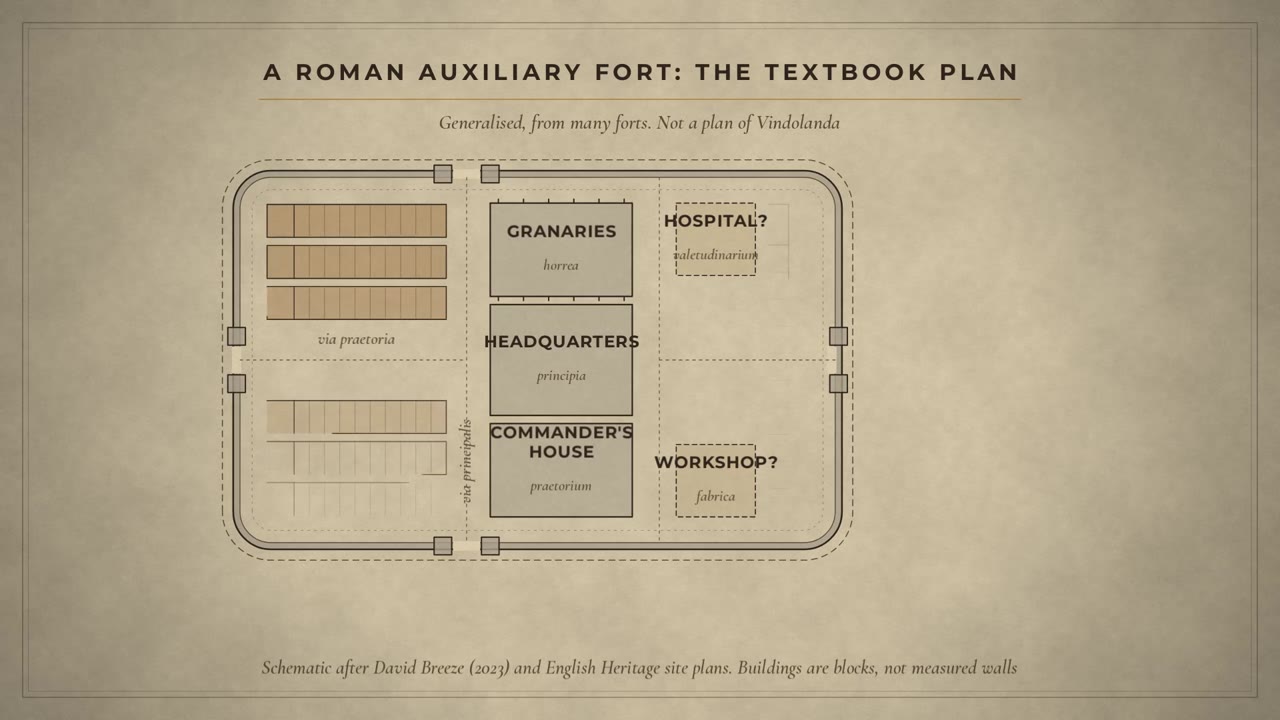 A ROMAN AUXILIARY FORT: THE TEXTBOOK PLAN
Generalised, from many forts. Not a plan of Vindolanda
GRANARIES
horrea
HOSPITAL?
valetudinarium
via praetoria
HEADQUARTERS
principia
via principalis
COMMANDER'S
HOUSE
praetorium
WORKSHOP?
fabrica
Schematic after David Breeze (2023) and English Heritage site plans. Buildings are blocks, not measured walls